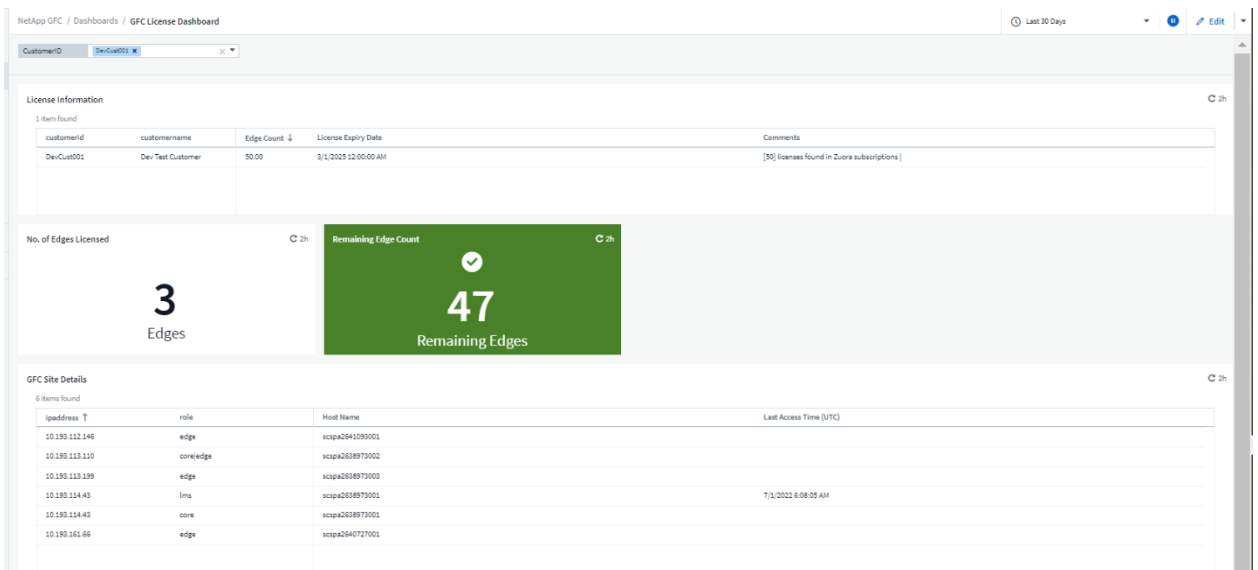 NetApp GFC / Dashboards / GFC License Dashboard Last 30 Days Edit
CustomerID DevCust001
License Information 2h
1 item found
customerid customername Edge Count License Expiry Date Comments
DevCust001 Dev Test Customer 50.00 3/1/2025 12:00:00 AM [50] licenses found in Zuora subscriptions |
No. of Edges Licensed 2h Remaining Edge Count 2h
3 47
Edges Remaining Edges
GFC Site Details 2h
6 items found
ipaddress role Host Name Last Access Time (UTC)
10.193.112.146 edge scspa2641093001
10.193.113.110 core|edge scspa2638973002
10.193.113.199 edge scspa2638973003
10.193.114.43 lms scspa2638973001 7/1/2022 6:08:05 AM
10.193.114.43 core scspa2638973001
10.193.161.66 edge scspa2640727001